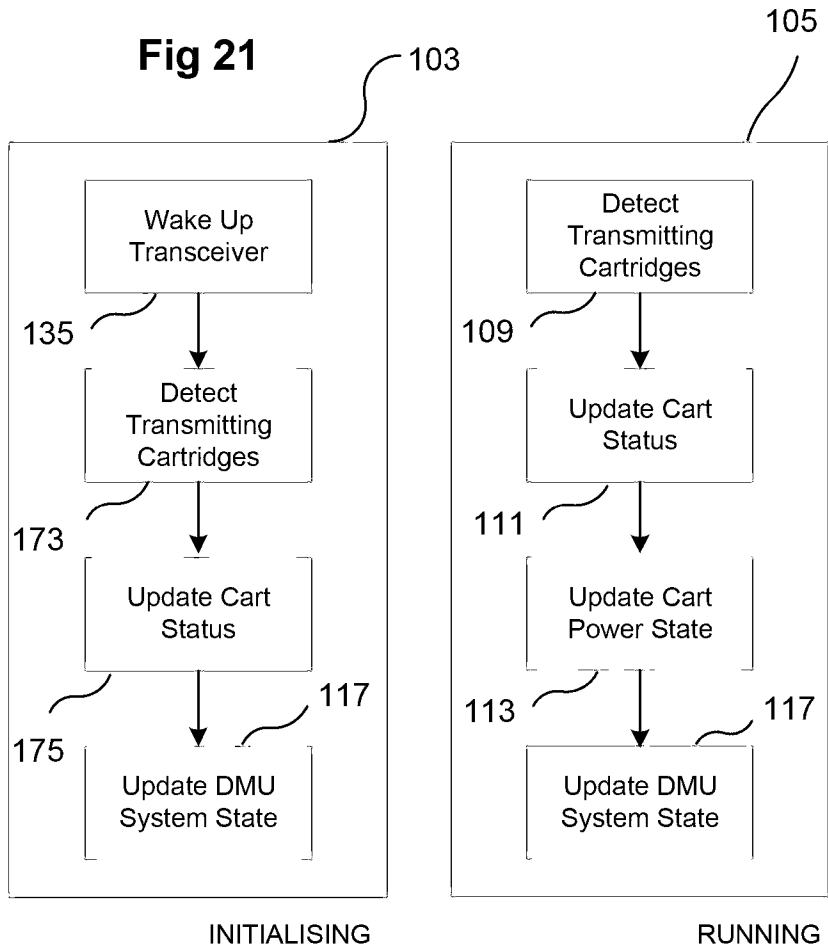 Fig 21
103
105
Wake Up
Transceiver
135
Detect
Transmitting
Cartridges
173
Update Cart
Status
175
117
Update DMU
System State
INITIALISING
Detect
Transmitting
Cartridges
109
Update Cart
Status
111
Update Cart
Power State
113
117
Update DMU
System State
RUNNING